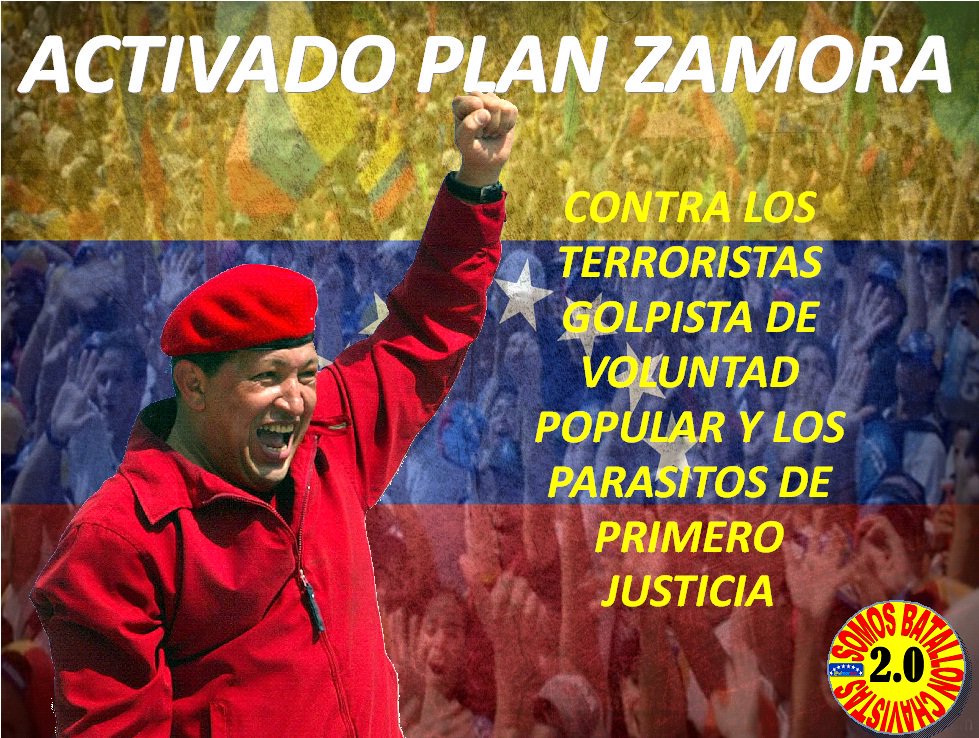 ACTIVADO PLAN ZAMORA
CONTRA LOS
TERRORISTAS
GOLPISTA DE
VOLUNTAD
POPULAR Y LOS
PARASITOS DE
PRIMERO
JUSTICIA
SOMOS BATALLON CHAVISTAS
2.0